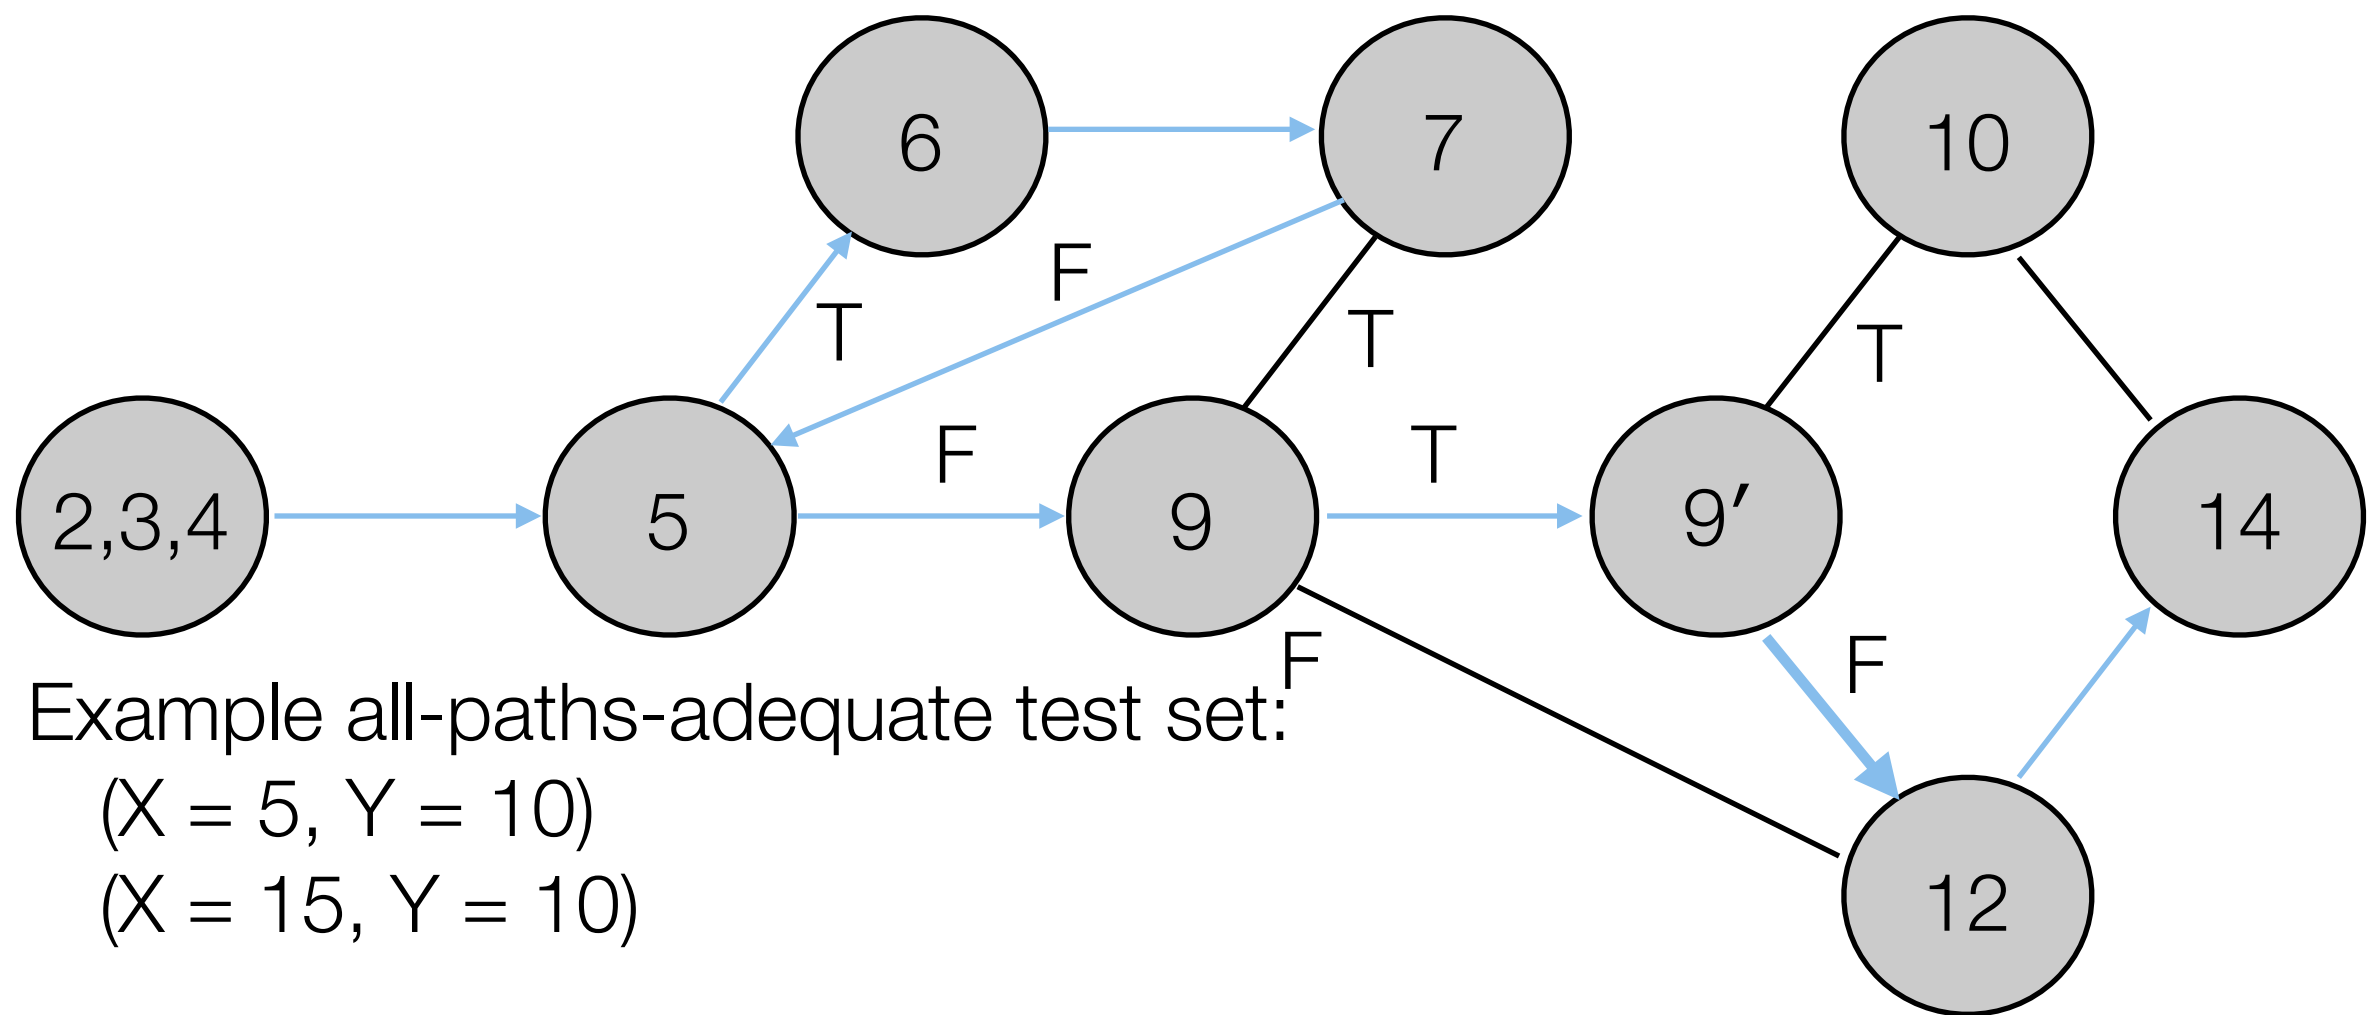 6
7
10
F
T
T
T
F
T
2,3,4
5
9
9′
14
F
F
Example all-paths-adequate test set:
(X = 5, Y = 10)
(X = 15, Y = 10)
12